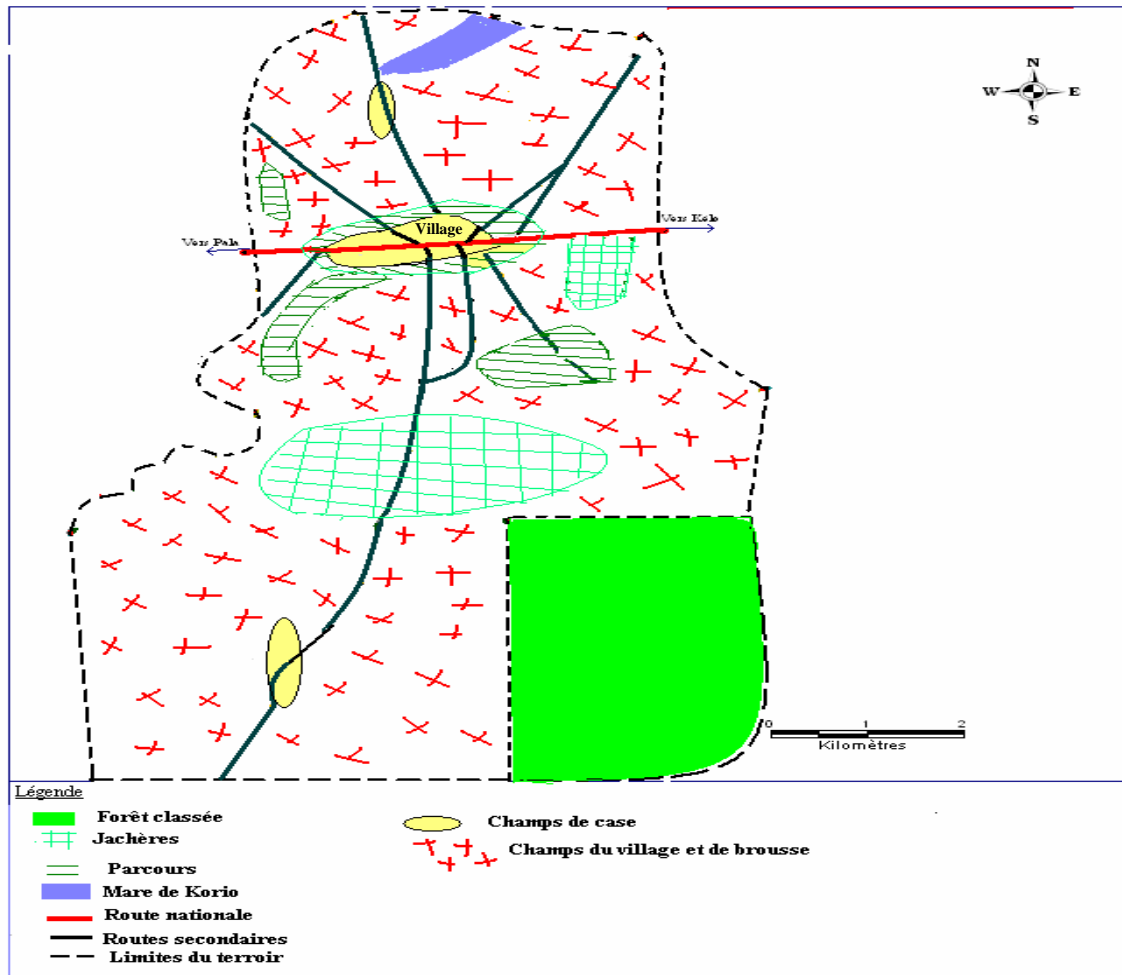 N
W E
S
Village
Vers Kelo
Vers Pala
0 1 2
Kilomètres
Légende
Forêt classée
Jachères
Parcours
Mare de Korio
Route nationale
Routes secondaires
Limites du terroir
Champs de case
Champs du village et de brousse